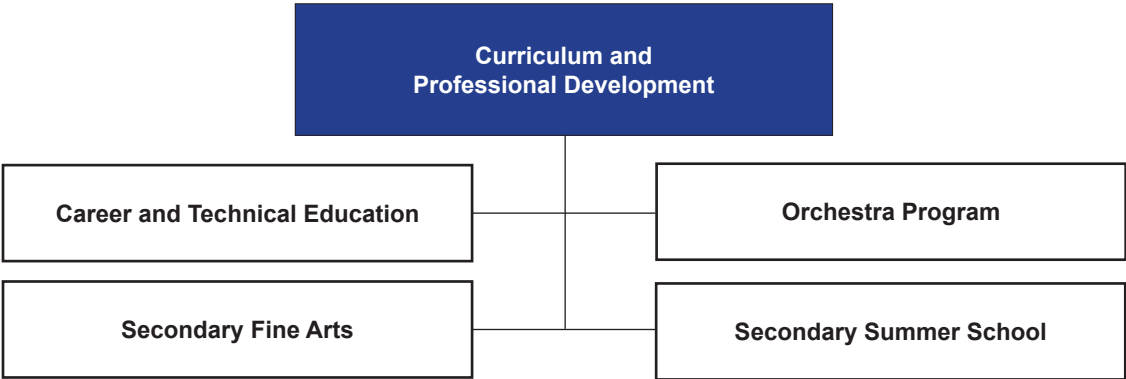 Curriculum and
Professional Development
Career and Technical Education
Orchestra Program
Secondary Fine Arts
Secondary Summer School